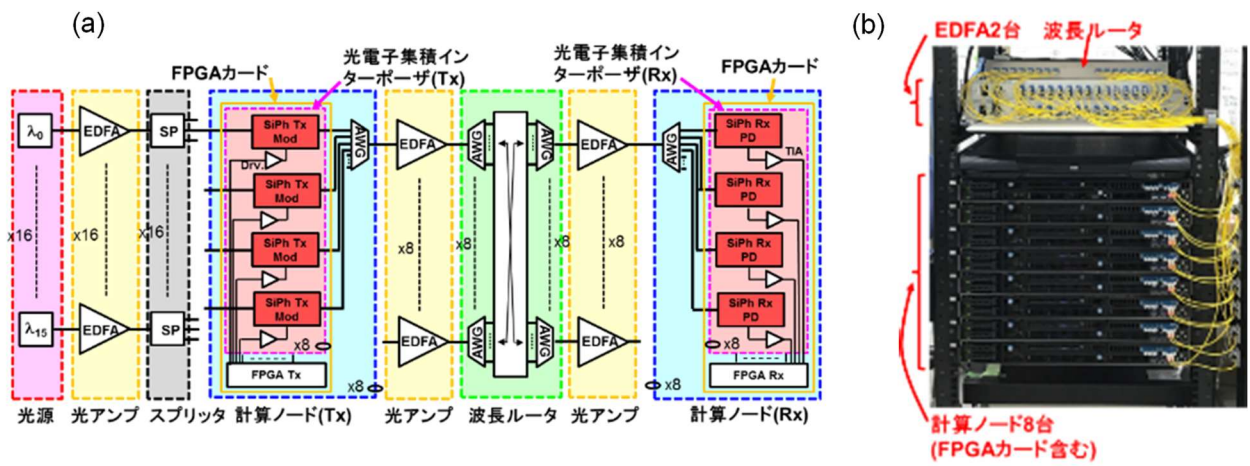 (a)
光電子集積イン
ターポーザ(Tx)
FPGAカード
光電子集積イン
ターポーザ(Rx)
FPGAカード
λ0
EDFA
SP
SiPh Tx
Mod
Drv.
SiPh Tx
Mod
SiPh Tx
Mod
SiPh Tx
Mod
AWG
EDFA
AWG
AWG
EDFA
AWG
SiPh Rx
PD
TIA
SiPh Rx
PD
SiPh Rx
PD
SiPh Rx
PD
x16
x16
x16
x8
x8
x8
x8
λ15
EDFA
SP
x8
FPGA Tx
x8
EDFA
AWG
AWG
EDFA
x8
x8
FPGA Rx
光源
光アンプ
スプリッタ
計算ノード(Tx)
光アンプ
波長ルータ
光アンプ
計算ノード(Rx)
(b)
EDFA2台
波長ルータ
計算ノード8台
(FPGAカード含む)